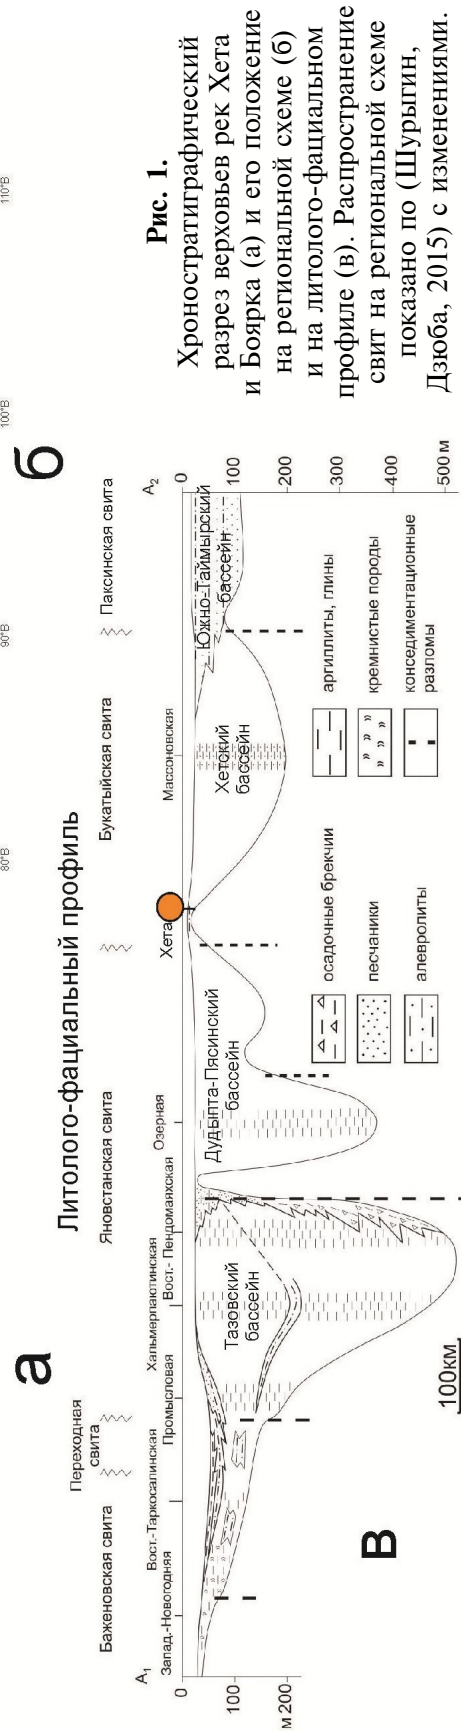 80°В
90°В
100°В
110°В
а
б
Литолого-фациальный профиль
Баженовская свита
Переходная
свита
Яновстанская свита
Букатыйская свита
Паксинская свита
А₁
Запад.-Новогодняя
Вост.-Таркосалинская
Промысловая
Хальмерпаютинская
Вост.- Пендомаяхская
Озерная
Хета
Массоновская
А₂
0
100
м 200
0
100
200
300
400
500 м
Тазовский
бассейн
Дудыпта-Пясинский
бассейн
Хетский
бассейн
Южно-Таймырский
бассейн
в
100км
осадочные брекчии
песчаники
алевролиты
аргиллиты, глины
кремнистые породы
конседиментационные
разломы
Рис. 1.
Хроностратиграфический
разрез верховьев рек Хета
и Боярка (а) и его положение
на региональной схеме (б)
и на литолого-фациальном
профиле (в). Распространение
свит на региональной схеме
показано по (Шурыгин,
Дзюба, 2015) с изменениями.